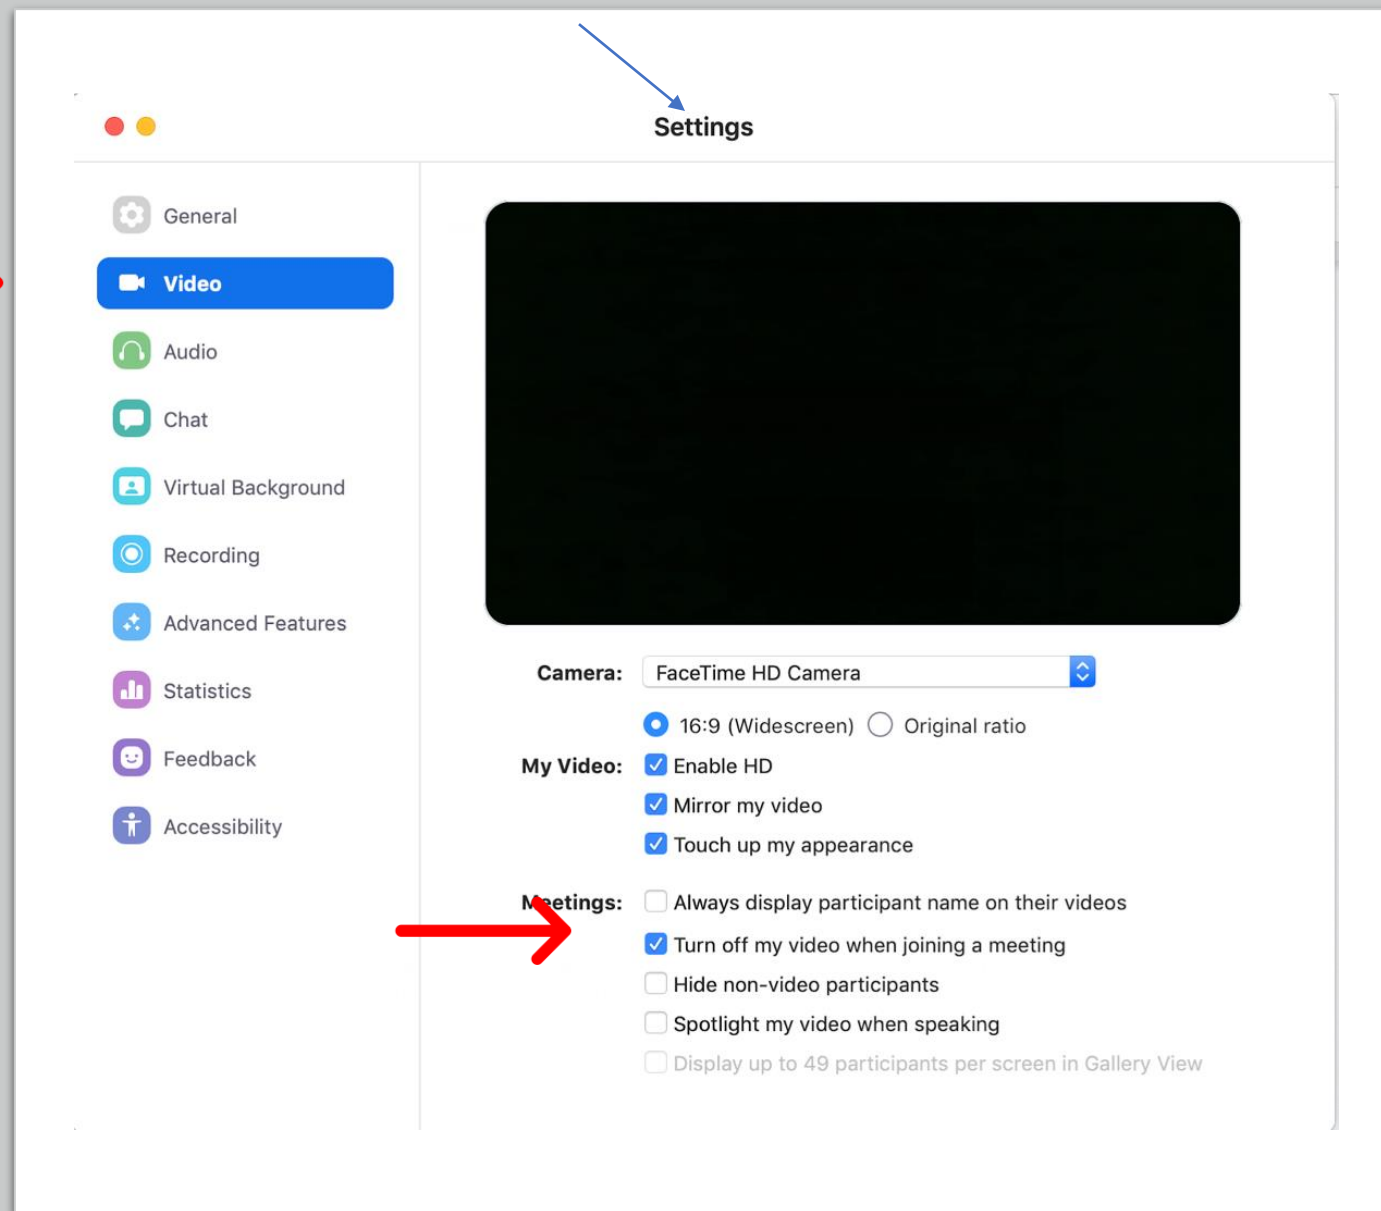 Settings
General
Video
Audio
Chat
Virtual Background
Recording
Advanced Features
Statistics
Feedback
Accessibility
Camera: FaceTime HD Camera
16:9 (Widescreen) Original ratio
My Video: Enable HD
Mirror my video
Touch up my appearance
Meetings: Always display participant name on their videos
Turn off my video when joining a meeting
Hide non-video participants
Spotlight my video when speaking
Display up to 49 participants per screen in Gallery View